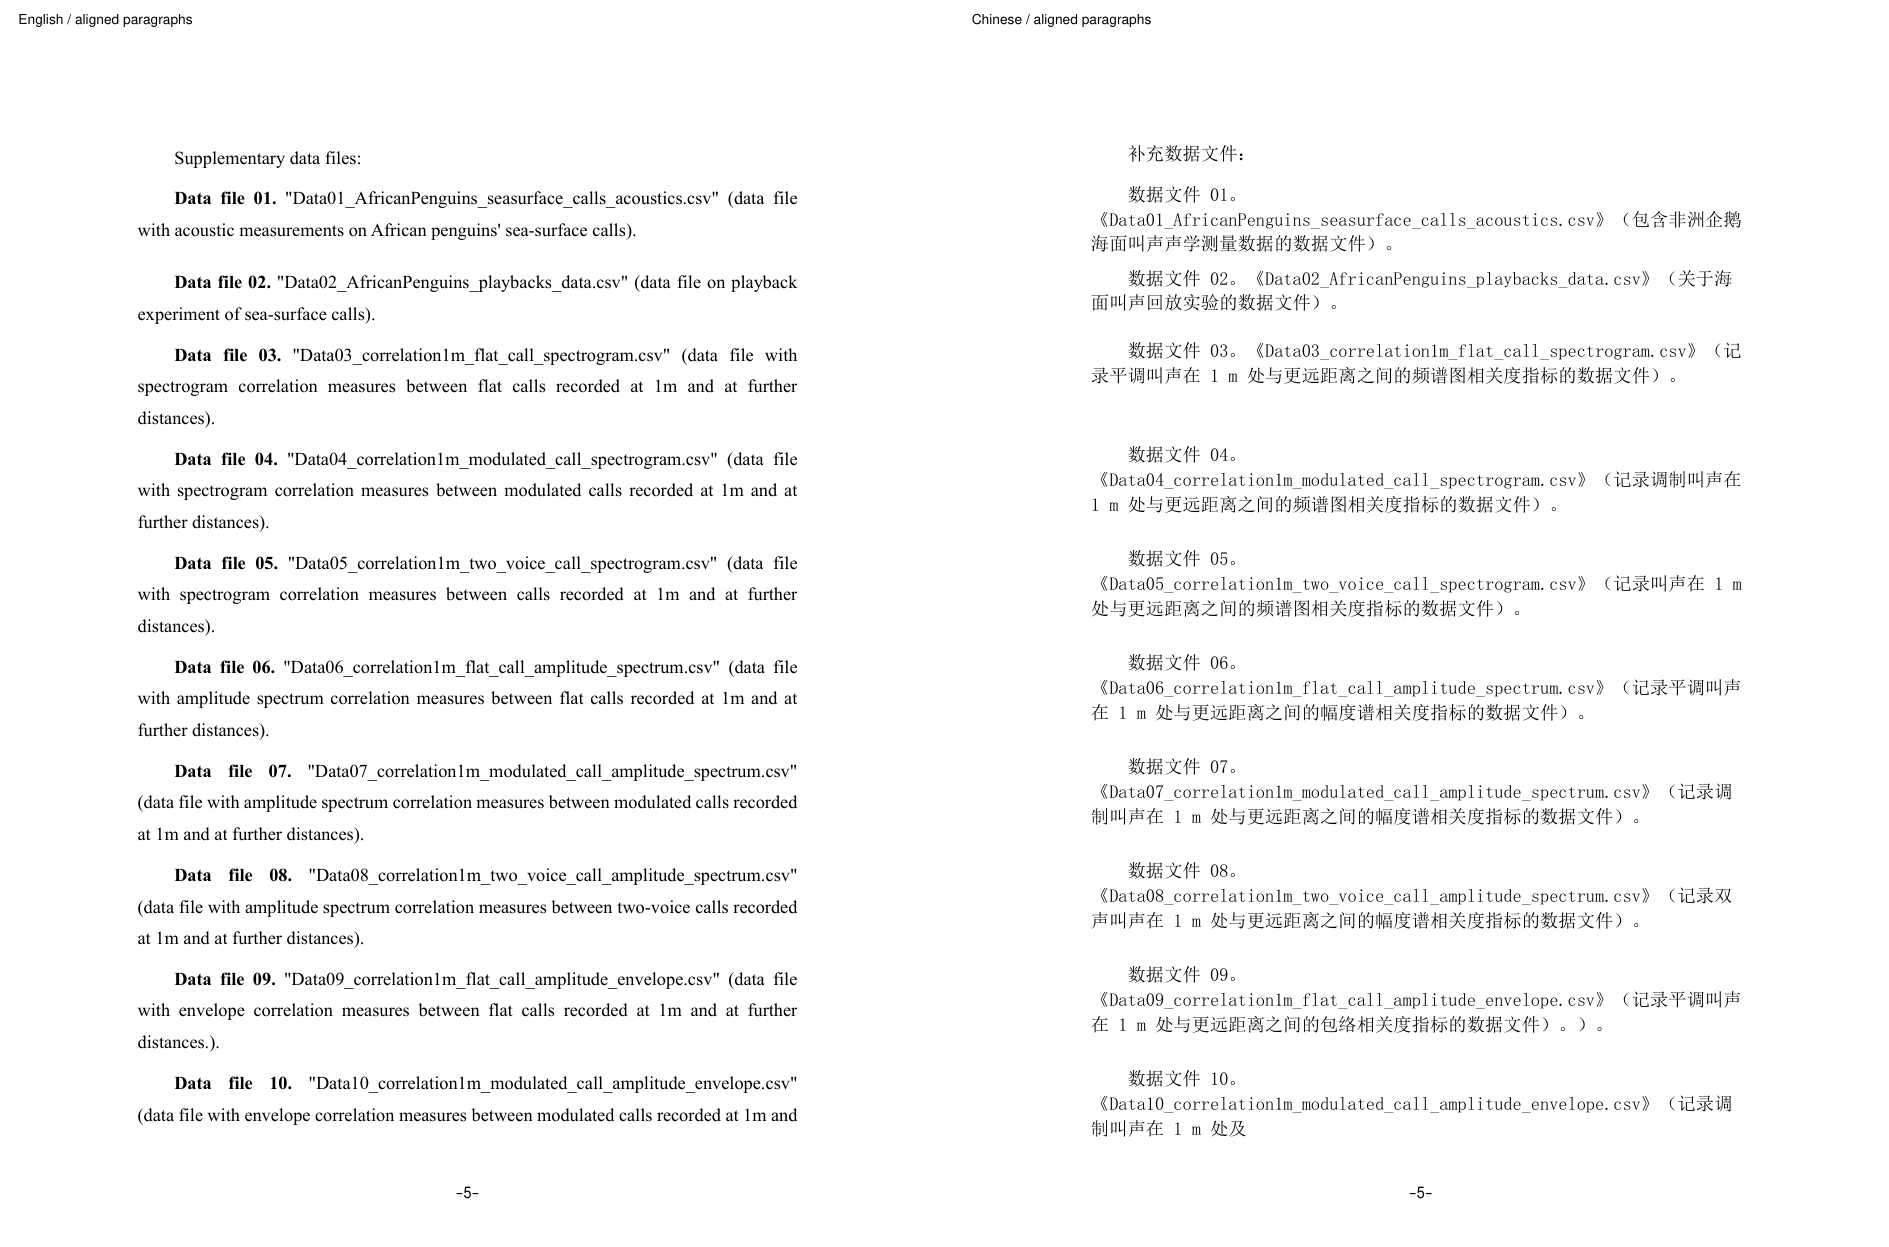 English / aligned paragraphs
Supplementary data files:
Data file 01. "Data01_AfricanPenguins_seasurface_calls_acoustics.csv" (data file
with acoustic measurements on African penguins' sea-surface calls).
Data file 02. "Data02_AfricanPenguins_playbacks_data.csv" (data file on playback
experiment of sea-surface calls).
Data file 03. "Data03_correlation1m_flat_call_spectrogram.csv" (data file with
spectrogram correlation measures between flat calls recorded at 1m and at further
distances).
Data file 04. "Data04_correlation1m_modulated_call_spectrogram.csv" (data file
with spectrogram correlation measures between modulated calls recorded at 1m and at
further distances).
Data file 05. "Data05_correlation1m_two_voice_call_spectrogram.csv" (data file
with spectrogram correlation measures between calls recorded at 1m and at further
distances).
Data file 06. "Data06_correlation1m_flat_call_amplitude_spectrum.csv" (data file
with amplitude spectrum correlation measures between flat calls recorded at 1m and at
further distances).
Data file 07. "Data07_correlation1m_modulated_call_amplitude_spectrum.csv"
(data file with amplitude spectrum correlation measures between modulated calls recorded
at 1m and at further distances).
Data file 08. "Data08_correlation1m_two_voice_call_amplitude_spectrum.csv"
(data file with amplitude spectrum correlation measures between two-voice calls recorded
at 1m and at further distances).
Data file 09. "Data09_correlation1m_flat_call_amplitude_envelope.csv" (data file
with envelope correlation measures between flat calls recorded at 1m and at further
distances.).
Data file 10. "Data10_correlation1m_modulated_call_amplitude_envelope.csv"
(data file with envelope correlation measures between modulated calls recorded at 1m and
-5-
Chinese / aligned paragraphs
补充数据文件：
数据文件 01。
《Data01_AfricanPenguins_seasurface_calls_acoustics.csv》（包含非洲企鹅
海面叫声声学测量数据的数据文件）。
数据文件 02。《Data02_AfricanPenguins_playbacks_data.csv》（关于海
面叫声回放实验的数据文件）。
数据文件 03。《Data03_correlation1m_flat_call_spectrogram.csv》（记
录平调叫声在 1 m 处与更远距离之间的频谱图相关度指标的数据文件）。
数据文件 04。
《Data04_correlation1m_modulated_call_spectrogram.csv》（记录调制叫声在
1 m 处与更远距离之间的频谱图相关度指标的数据文件）。
数据文件 05。
《Data05_correlation1m_two_voice_call_spectrogram.csv》（记录叫声在 1 m
处与更远距离之间的频谱图相关度指标的数据文件）。
数据文件 06。
《Data06_correlation1m_flat_call_amplitude_spectrum.csv》（记录平调叫声
在 1 m 处与更远距离之间的幅度谱相关度指标的数据文件）。
数据文件 07。
《Data07_correlation1m_modulated_call_amplitude_spectrum.csv》（记录调
制叫声在 1 m 处与更远距离之间的幅度谱相关度指标的数据文件）。
数据文件 08。
《Data08_correlation1m_two_voice_call_amplitude_spectrum.csv》（记录双
声叫声在 1 m 处与更远距离之间的幅度谱相关度指标的数据文件）。
数据文件 09。
《Data09_correlation1m_flat_call_amplitude_envelope.csv》（记录平调叫声
在 1 m 处与更远距离之间的包络相关度指标的数据文件）。）。
数据文件 10。
《Data10_correlation1m_modulated_call_amplitude_envelope.csv》（记录调
制叫声在 1 m 处及
-5-